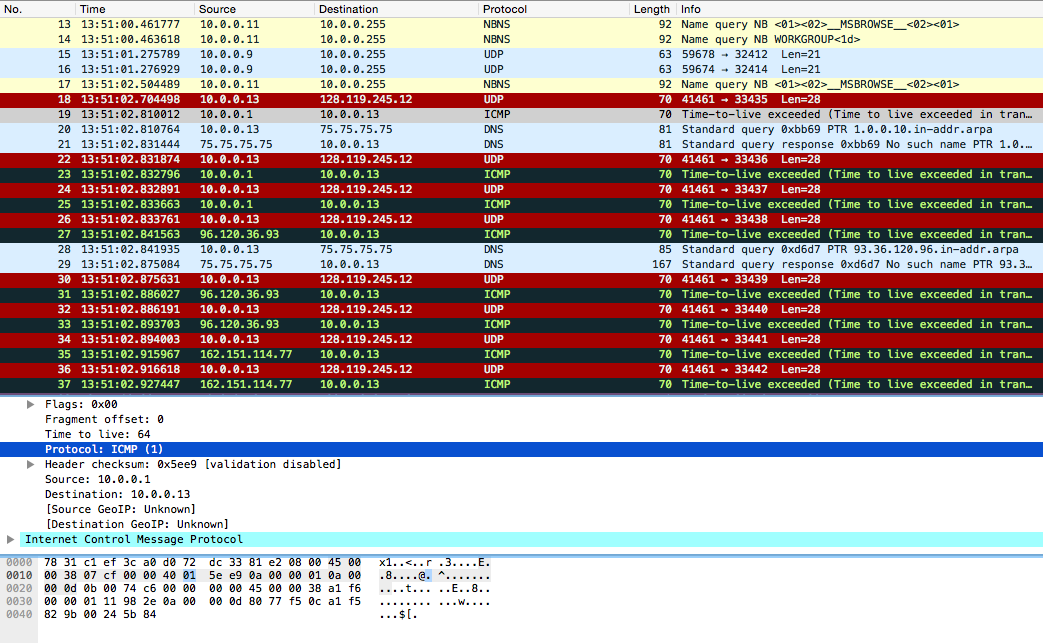 No. Time Source Destination Protocol Length Info
13 13:51:00.461777 10.0.0.11 10.0.0.255 NBNS 92 Name query NB <01><02>__MSBROWSE__<02><01>
14 13:51:00.463618 10.0.0.11 10.0.0.255 NBNS 92 Name query NB WORKGROUP<1d>
15 13:51:01.275789 10.0.0.9 10.0.0.255 UDP 63 59678 → 32412 Len=21
16 13:51:01.276929 10.0.0.9 10.0.0.255 UDP 63 59674 → 32414 Len=21
17 13:51:02.504489 10.0.0.11 10.0.0.255 NBNS 92 Name query NB <01><02>__MSBROWSE__<02><01>
18 13:51:02.704498 10.0.0.13 128.119.245.12 UDP 70 41461 → 33435 Len=28
19 13:51:02.810012 10.0.0.1 10.0.0.13 ICMP 70 Time-to-live exceeded (Time to live exceeded in tran…
20 13:51:02.810764 10.0.0.13 75.75.75.75 DNS 81 Standard query 0xbb69 PTR 1.0.0.10.in-addr.arpa
21 13:51:02.831444 75.75.75.75 10.0.0.13 DNS 81 Standard query response 0xbb69 No such name PTR 1.0.…
22 13:51:02.831874 10.0.0.13 128.119.245.12 UDP 70 41461 → 33436 Len=28
23 13:51:02.832796 10.0.0.1 10.0.0.13 ICMP 70 Time-to-live exceeded (Time to live exceeded in tran…
24 13:51:02.832891 10.0.0.13 128.119.245.12 UDP 70 41461 → 33437 Len=28
25 13:51:02.833663 10.0.0.1 10.0.0.13 ICMP 70 Time-to-live exceeded (Time to live exceeded in tran…
26 13:51:02.833761 10.0.0.13 128.119.245.12 UDP 70 41461 → 33438 Len=28
27 13:51:02.841563 96.120.36.93 10.0.0.13 ICMP 70 Time-to-live exceeded (Time to live exceeded in tran…
28 13:51:02.841935 10.0.0.13 75.75.75.75 DNS 85 Standard query 0xd6d7 PTR 93.36.120.96.in-addr.arpa
29 13:51:02.875084 75.75.75.75 10.0.0.13 DNS 167 Standard query response 0xd6d7 No such name PTR 93.3…
30 13:51:02.875631 10.0.0.13 128.119.245.12 UDP 70 41461 → 33439 Len=28
31 13:51:02.886027 96.120.36.93 10.0.0.13 ICMP 70 Time-to-live exceeded (Time to live exceeded in tran…
32 13:51:02.886191 10.0.0.13 128.119.245.12 UDP 70 41461 → 33440 Len=28
33 13:51:02.893703 96.120.36.93 10.0.0.13 ICMP 70 Time-to-live exceeded (Time to live exceeded in tran…
34 13:51:02.894003 10.0.0.13 128.119.245.12 UDP 70 41461 → 33441 Len=28
35 13:51:02.915967 162.151.114.77 10.0.0.13 ICMP 70 Time-to-live exceeded (Time to live exceeded in tran…
36 13:51:02.916618 10.0.0.13 128.119.245.12 UDP 70 41461 → 33442 Len=28
37 13:51:02.927447 162.151.114.77 10.0.0.13 ICMP 70 Time-to-live exceeded (Time to live exceeded in tran…
Flags: 0x00
Fragment offset: 0
Time to live: 64
Protocol: ICMP (1)
Header checksum: 0x5ee9 [validation disabled]
Source: 10.0.0.1
Destination: 10.0.0.13
[Source GeoIP: Unknown]
[Destination GeoIP: Unknown]
Internet Control Message Protocol
0000 78 31 c1 ef 3c a0 d0 72 dc 33 81 e2 08 00 45 00 x1..<..r .3....E.
0010 00 38 07 cf 00 00 40 01 5e e9 0a 00 00 01 0a 00 .8....@. ^.......
0020 00 0d 0b 00 74 c6 00 00 00 00 45 00 00 38 a1 f6 ....t... ..E..8..
0030 00 00 01 11 98 2e 0a 00 00 0d 80 77 f5 0c a1 f5 ........ ...w....
0040 82 9b 00 24 5b 84 ...$[.